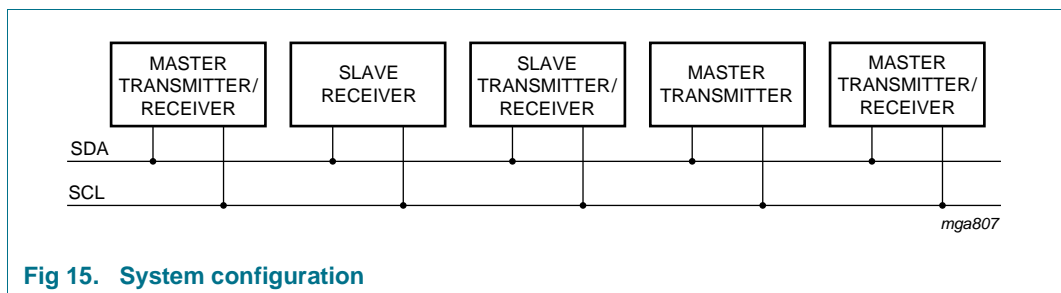 MASTER
TRANSMITTER/
RECEIVER
SLAVE
RECEIVER
SLAVE
TRANSMITTER/
RECEIVER
MASTER
TRANSMITTER
MASTER
TRANSMITTER/
RECEIVER
SDA
SCL
mga807
Fig 15. System configuration